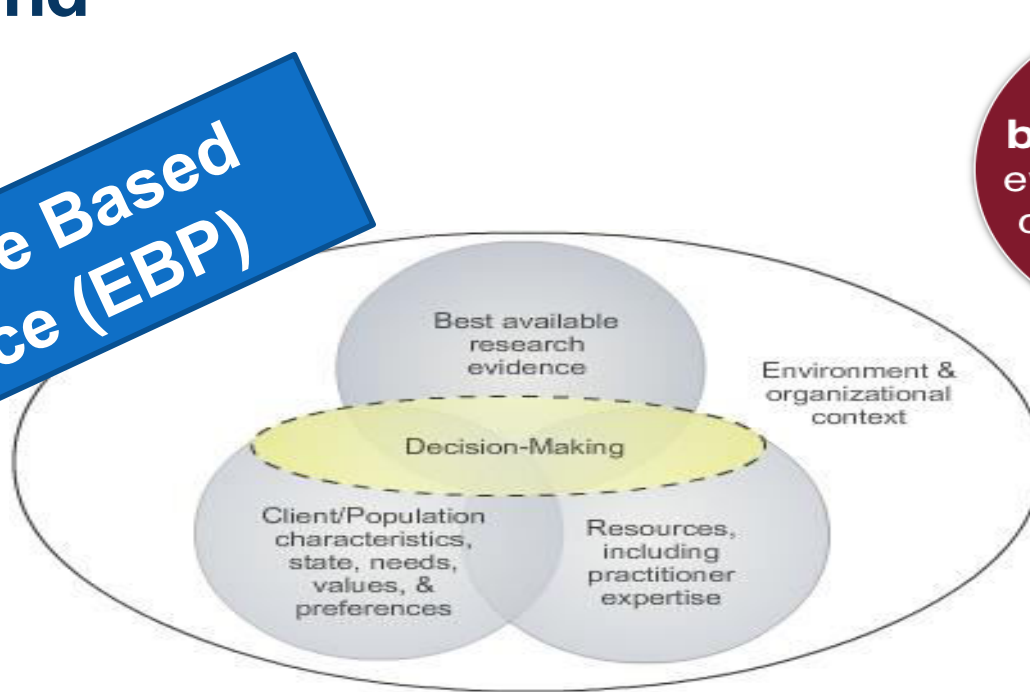 e Based
ce (EBP)
Best available
research
evidence
Environment &
organizational
context
Decision-Making
Client/Population
characteristics,
state, needs,
values, &
preferences
Resources,
including
practitioner
expertise